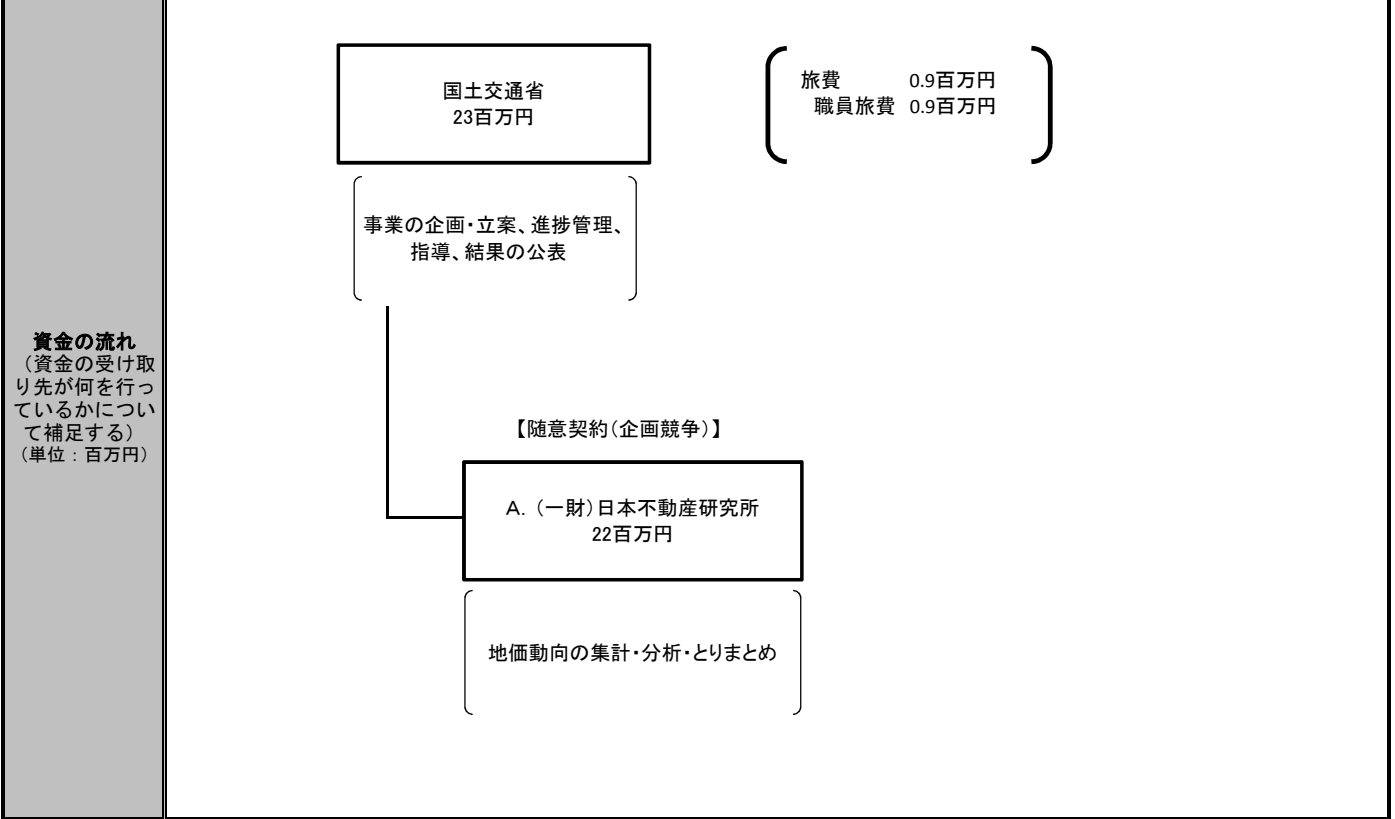 資金の流れ
（資金の受け取
り先が何を行っ
ているかについ
て補足する）
（単位：百万円）
国土交通省
23百万円
旅費 0.9百万円
職員旅費 0.9百万円
事業の企画・立案、進捗管理、
指導、結果の公表
【随意契約（企画競争）】
A．（一財）日本不動産研究所
22百万円
地価動向の集計・分析・とりまとめ